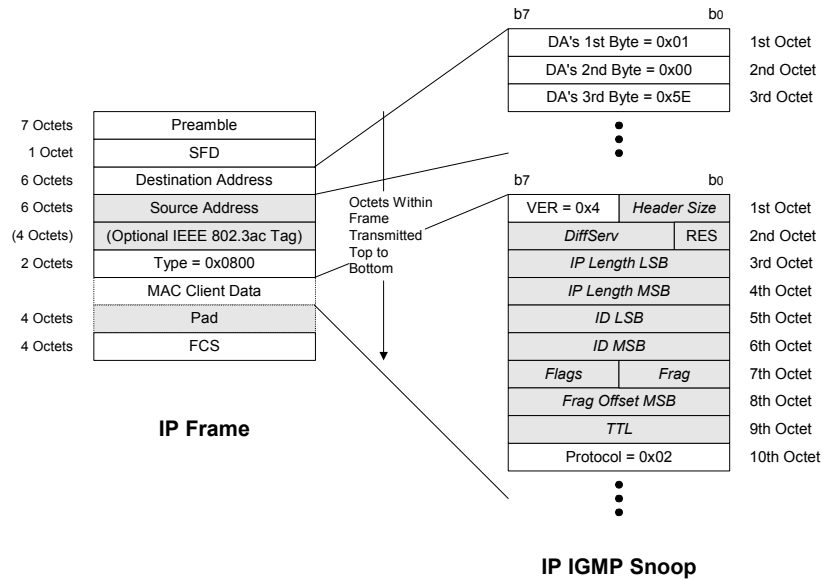 b7 b0
DA's 1st Byte = 0x01 1st Octet
DA's 2nd Byte = 0x00 2nd Octet
DA's 3rd Byte = 0x5E 3rd Octet
7 Octets Preamble
1 Octet SFD
6 Octets Destination Address
6 Octets Source Address
(4 Octets) (Optional IEEE 802.3ac Tag)
2 Octets Type = 0x0800
MAC Client Data
4 Octets Pad
4 Octets FCS
Octets Within
Frame
Transmitted
Top to
Bottom
IP Frame
b7 b0
VER = 0x4 Header Size 1st Octet
DiffServ RES 2nd Octet
IP Length LSB 3rd Octet
IP Length MSB 4th Octet
ID LSB 5th Octet
ID MSB 6th Octet
Flags Frag 7th Octet
Frag Offset MSB 8th Octet
TTL 9th Octet
Protocol = 0x02 10th Octet
IP IGMP Snoop